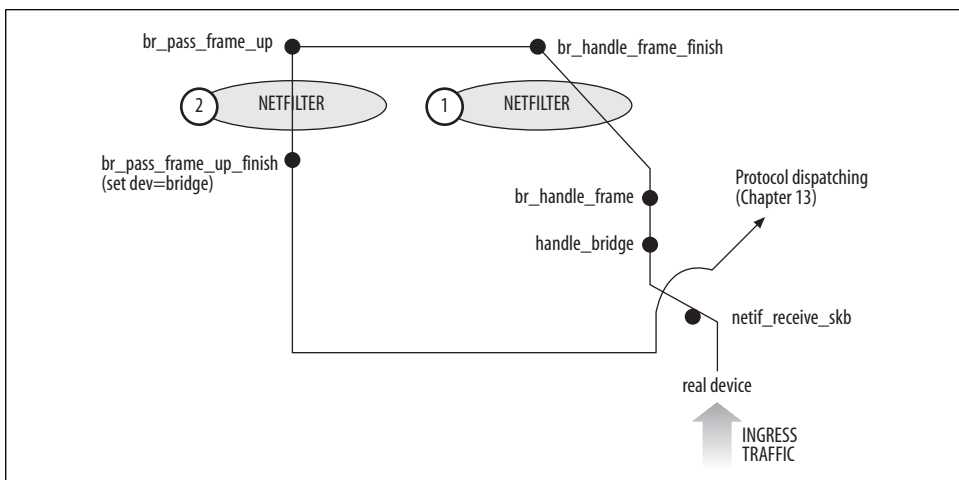 br_pass_frame_up
br_handle_frame_finish
2
NETFILTER
1
NETFILTER
br_pass_frame_up_finish
(set dev=bridge)
Protocol dispatching
(Chapter 13)
br_handle_frame
handle_bridge
netif_receive_skb
real device
INGRESS
TRAFFIC